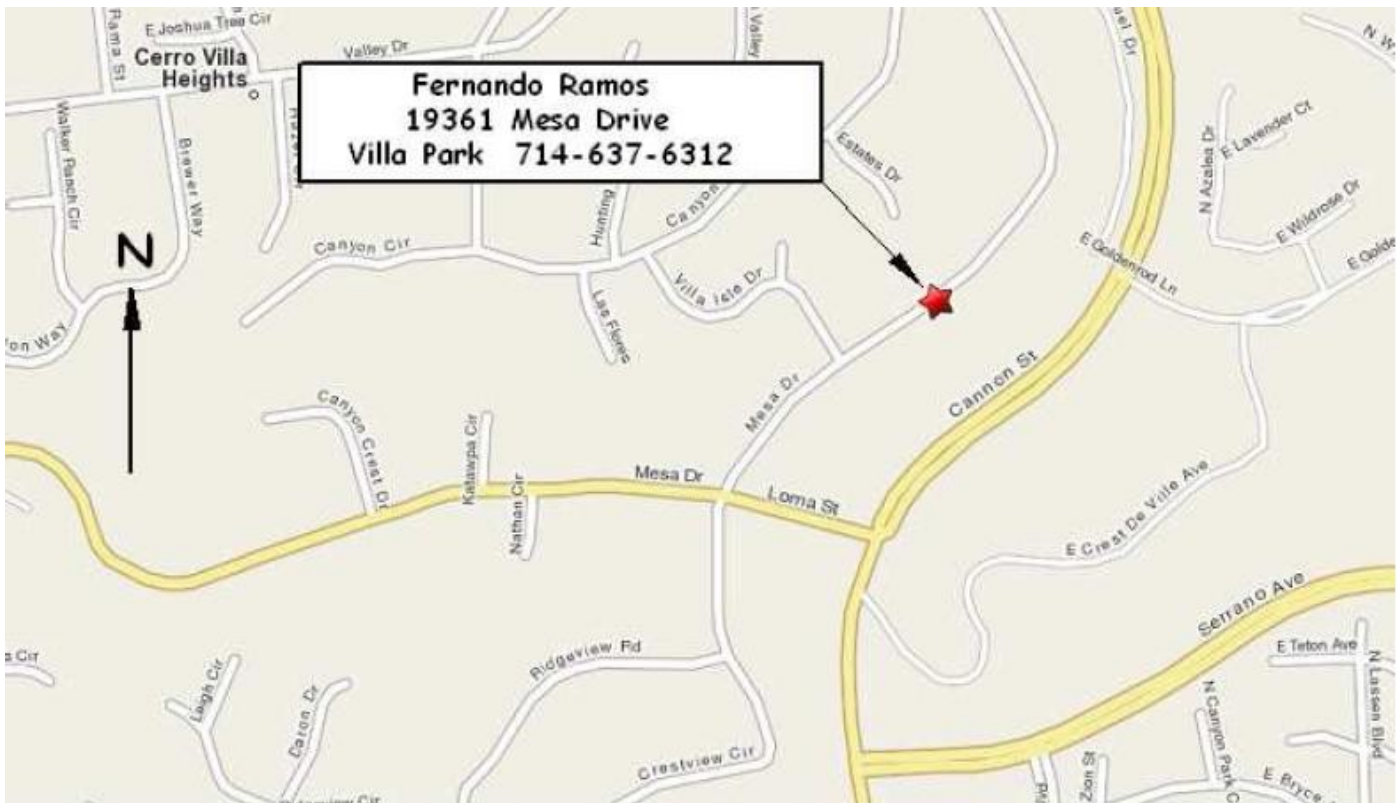 Rama St
E Joshua Tree Cir
Cerro Villa
Heights
Valley Dr
Valley
Fernando Ramos
19361 Mesa Drive
Villa Park 714-637-6312
Walker Ranch Cir
Brewer Way
N
Estates Dr
N Azalea Dr
E Lavender Ct
E Wildrose Dr
E Goldenrod Ln
Canyon Cir
Hunting
Canyon
Villa Isle Dr
Las Flores
Mesa Dr
Cannon St
Canyon Crest Dr
Katawpa Cir
Nathan Cir
Mesa Dr
Loma St
E Crest De Ville Ave
Serrano Ave
E Teton Ave
N Lassen Blvd
N Canyon Park
Ridgeview Rd
Leigh Cir
Daron Dr
Crestview Cir
Zion St
E Bryce